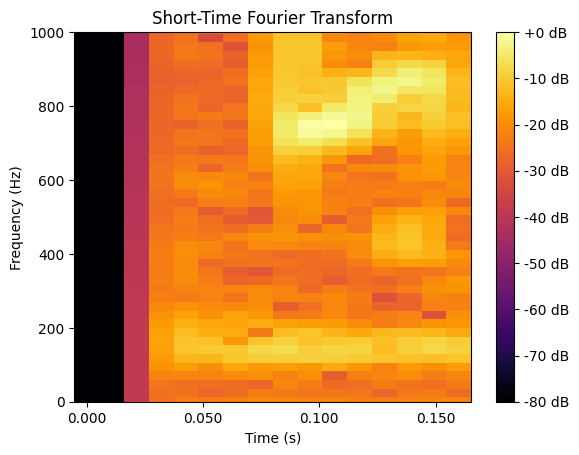 Short-Time Fourier Transform
1000
800
600
400
200
0
Frequency (Hz)
0.000
0.050
0.100
0.150
Time (s)
+0 dB
-10 dB
-20 dB
-30 dB
-40 dB
-50 dB
-60 dB
-70 dB
-80 dB